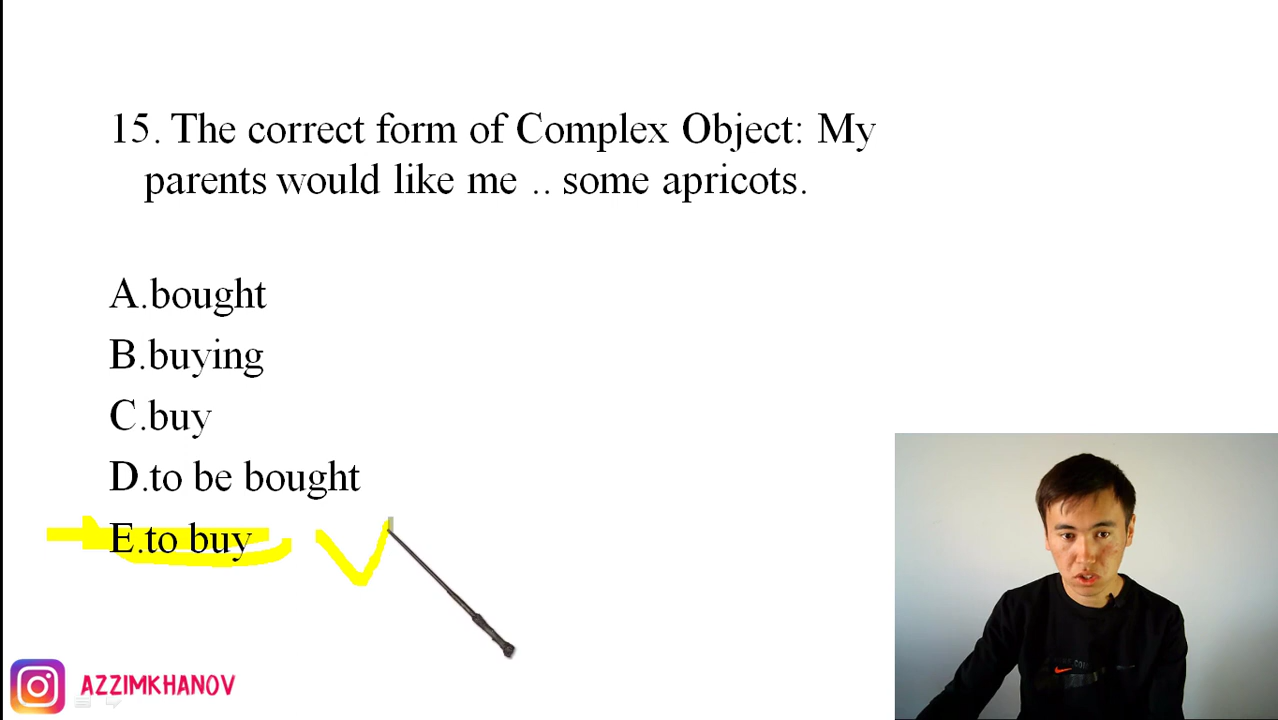 15. The correct form of Complex Object: My
parents would like me .. some apricots.
A.bought
B.buying
C.buy
D.to be bought
E.to buy
AZZIMKHANOV